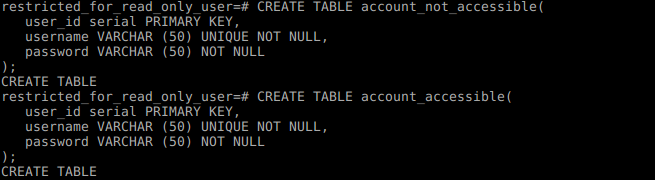 restricted_for_read_only_user=# CREATE TABLE account_not_accessible(
   user_id serial PRIMARY KEY,
   username VARCHAR (50) UNIQUE NOT NULL,
   password VARCHAR (50) NOT NULL
);
CREATE TABLE
restricted_for_read_only_user=# CREATE TABLE account_accessible(
   user_id serial PRIMARY KEY,
   username VARCHAR (50) UNIQUE NOT NULL,
   password VARCHAR (50) NOT NULL
);
CREATE TABLE